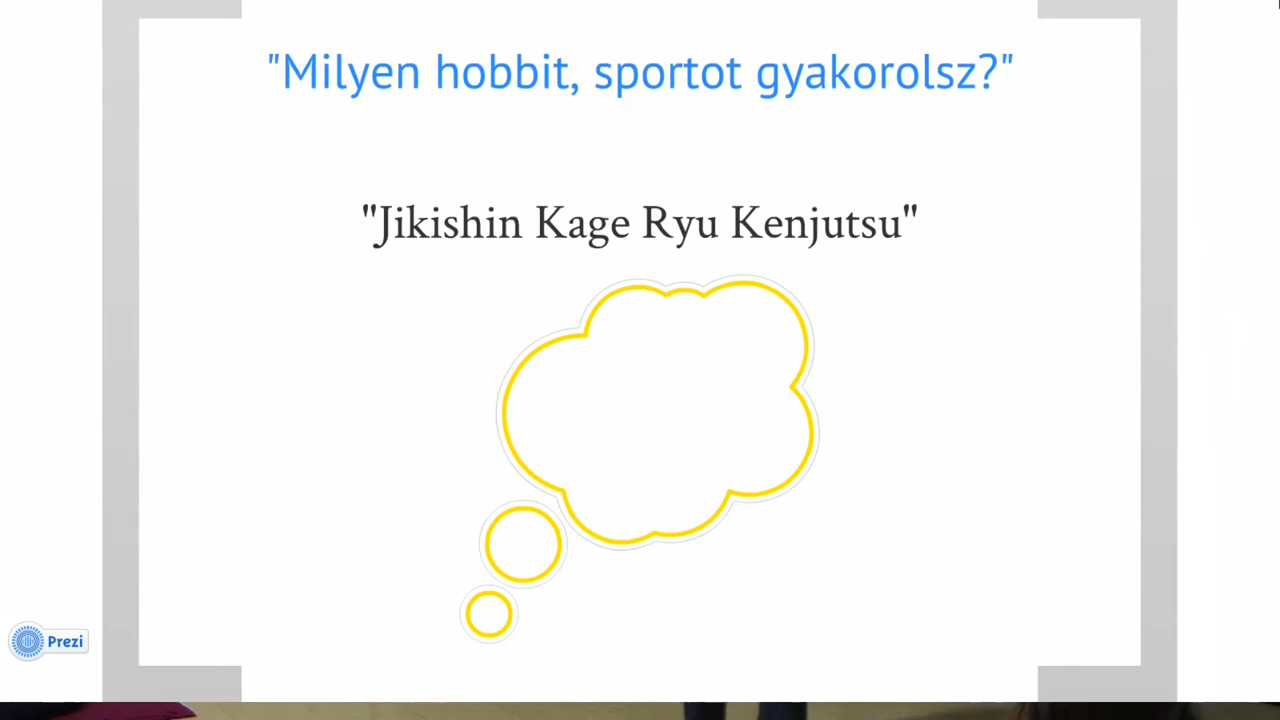 "Milyen hobbit, sportot gyakorolsz?"
"Jikishin Kage Ryu Kenjutsu"
Prezi